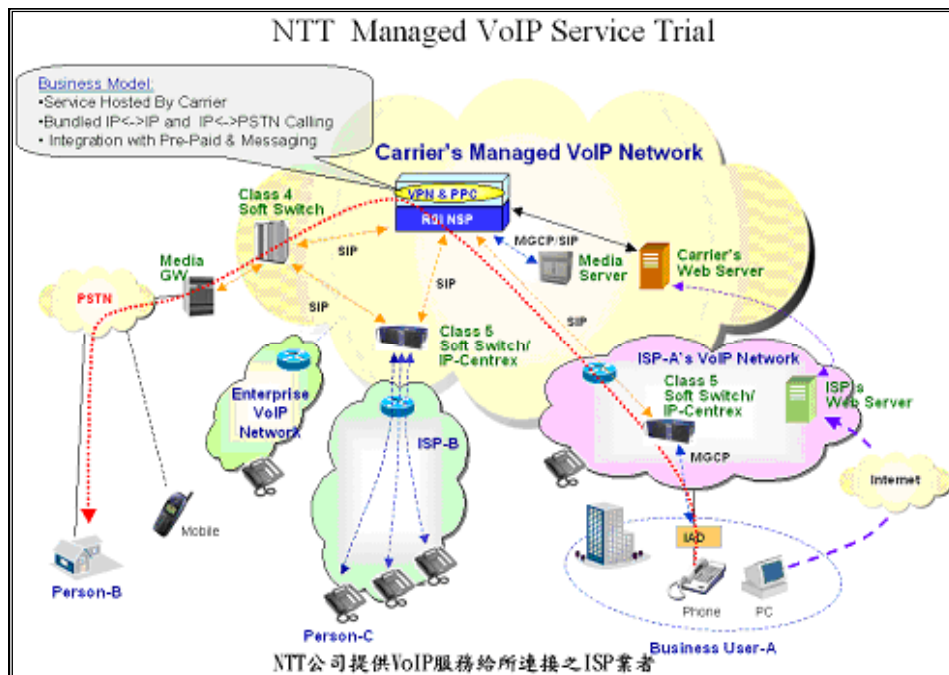 NTT Managed VoIP Service Trial
Business Model:
•Service Hosted By Carrier
•Bundled IP<->IP and IP<->PSTN Calling
• Integration with Pre-Paid & Messaging
Carrier's Managed VoIP Network
Class 4
Soft Switch
VPN & PPC
ROI NSP
MGCP/SIP
Media
Server
Carrier's
Web Server
Media
GW
SIP
SIP
SIP
SIP
PSTN
Class 5
Soft Switch/
IP-Centrex
ISP-A's VoIP Network
Class 5
Soft Switch/
IP-Centrex
ISP's
Web Server
Enterprise
VoIP
Network
ISP-B
MGCP
Internet
Mobile
IAD
Person-B
Phone
PC
Person-C
Business User-A
NTT公司提供VoIP服務給所連接之ISP業者